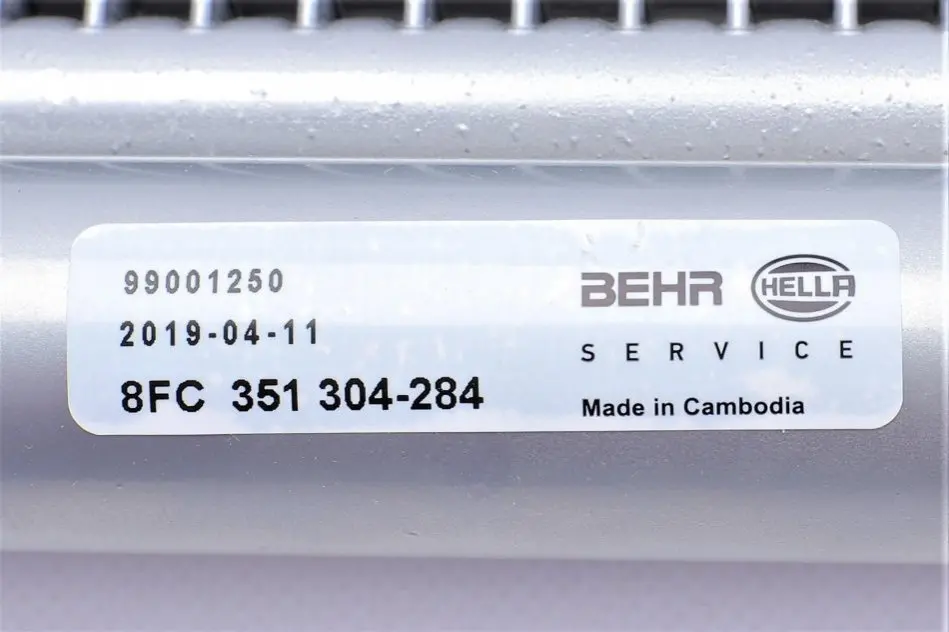 99001250
2019-04-11
8FC 351 304-284
BEHR HELLA
SERVICE
Made in Cambodia